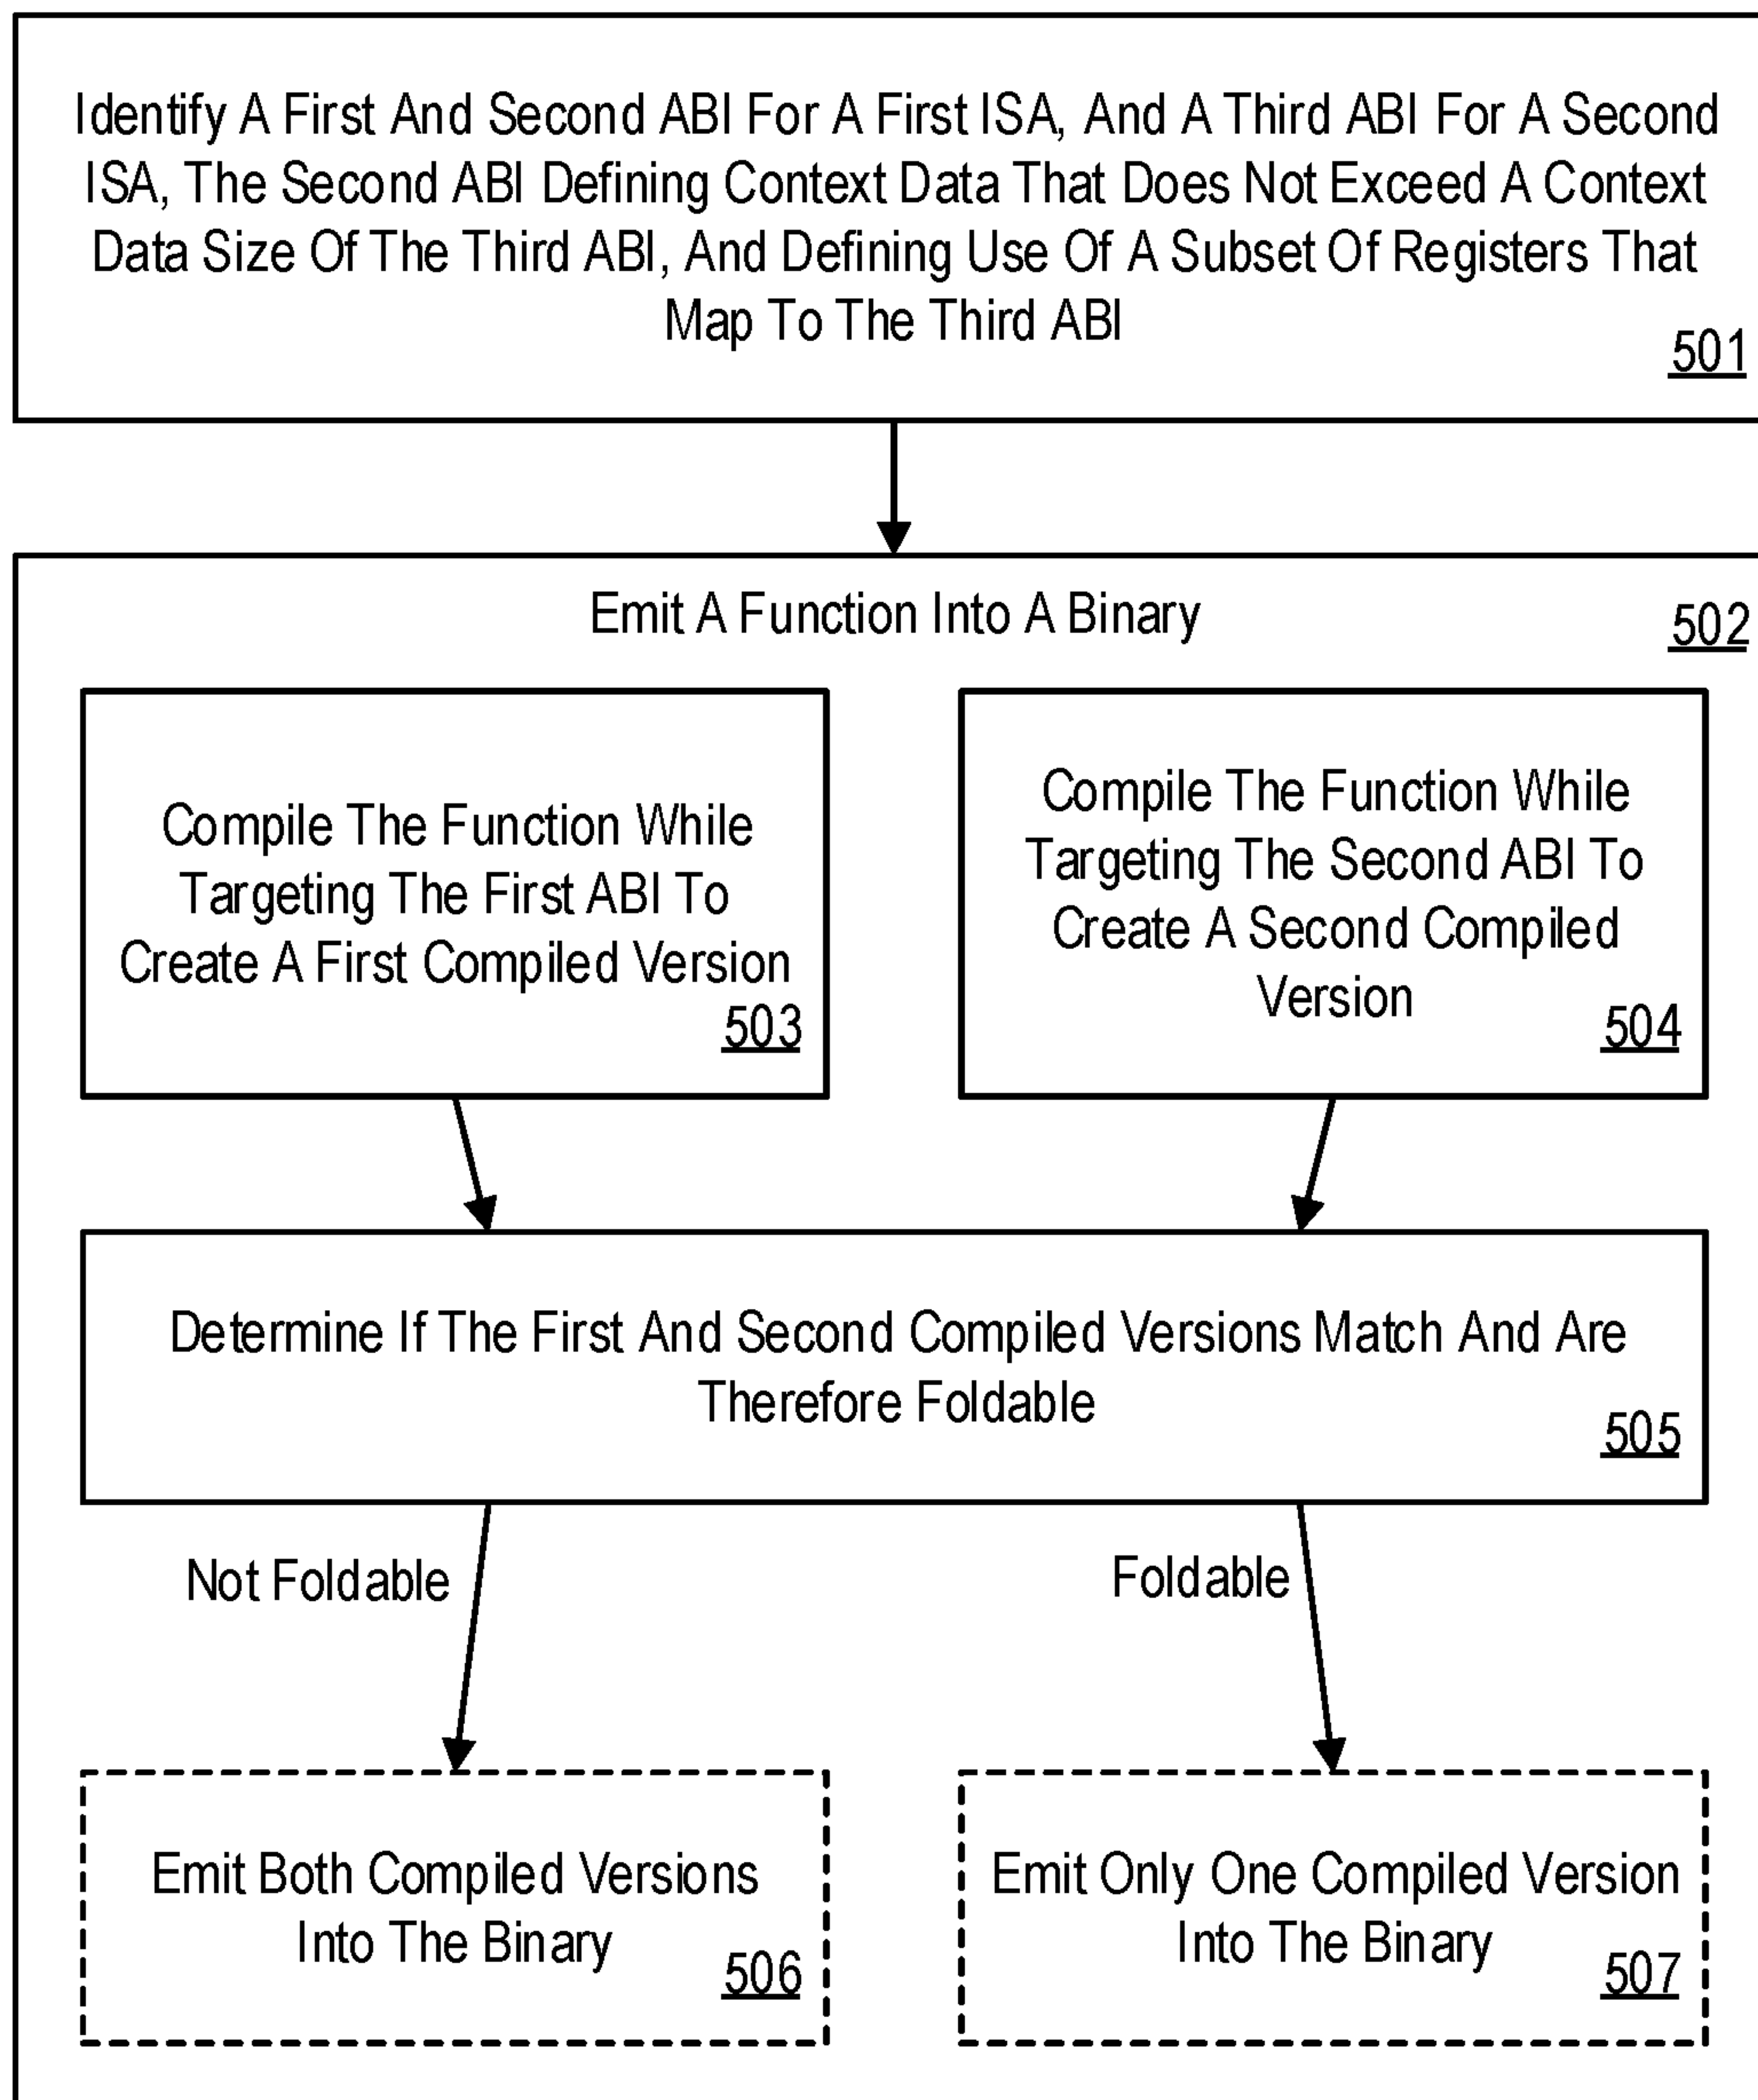 Identify A First And Second ABI For A First ISA, And A Third ABI For A Second
ISA, The Second ABI Defining Context Data That Does Not Exceed A Context
Data Size Of The Third ABI, And Defining Use Of A Subset Of Registers That
Map To The Third ABI
501
Emit A Function Into A Binary
502
Compile The Function While
Targeting The First ABI To
Create A First Compiled Version
503
Compile The Function While
Targeting The Second ABI To
Create A Second Compiled
Version
504
Determine If The First And Second Compiled Versions Match And Are
Therefore Foldable
505
Not Foldable
Foldable
Emit Both Compiled Versions
Into The Binary
506
Emit Only One Compiled Version
Into The Binary
507